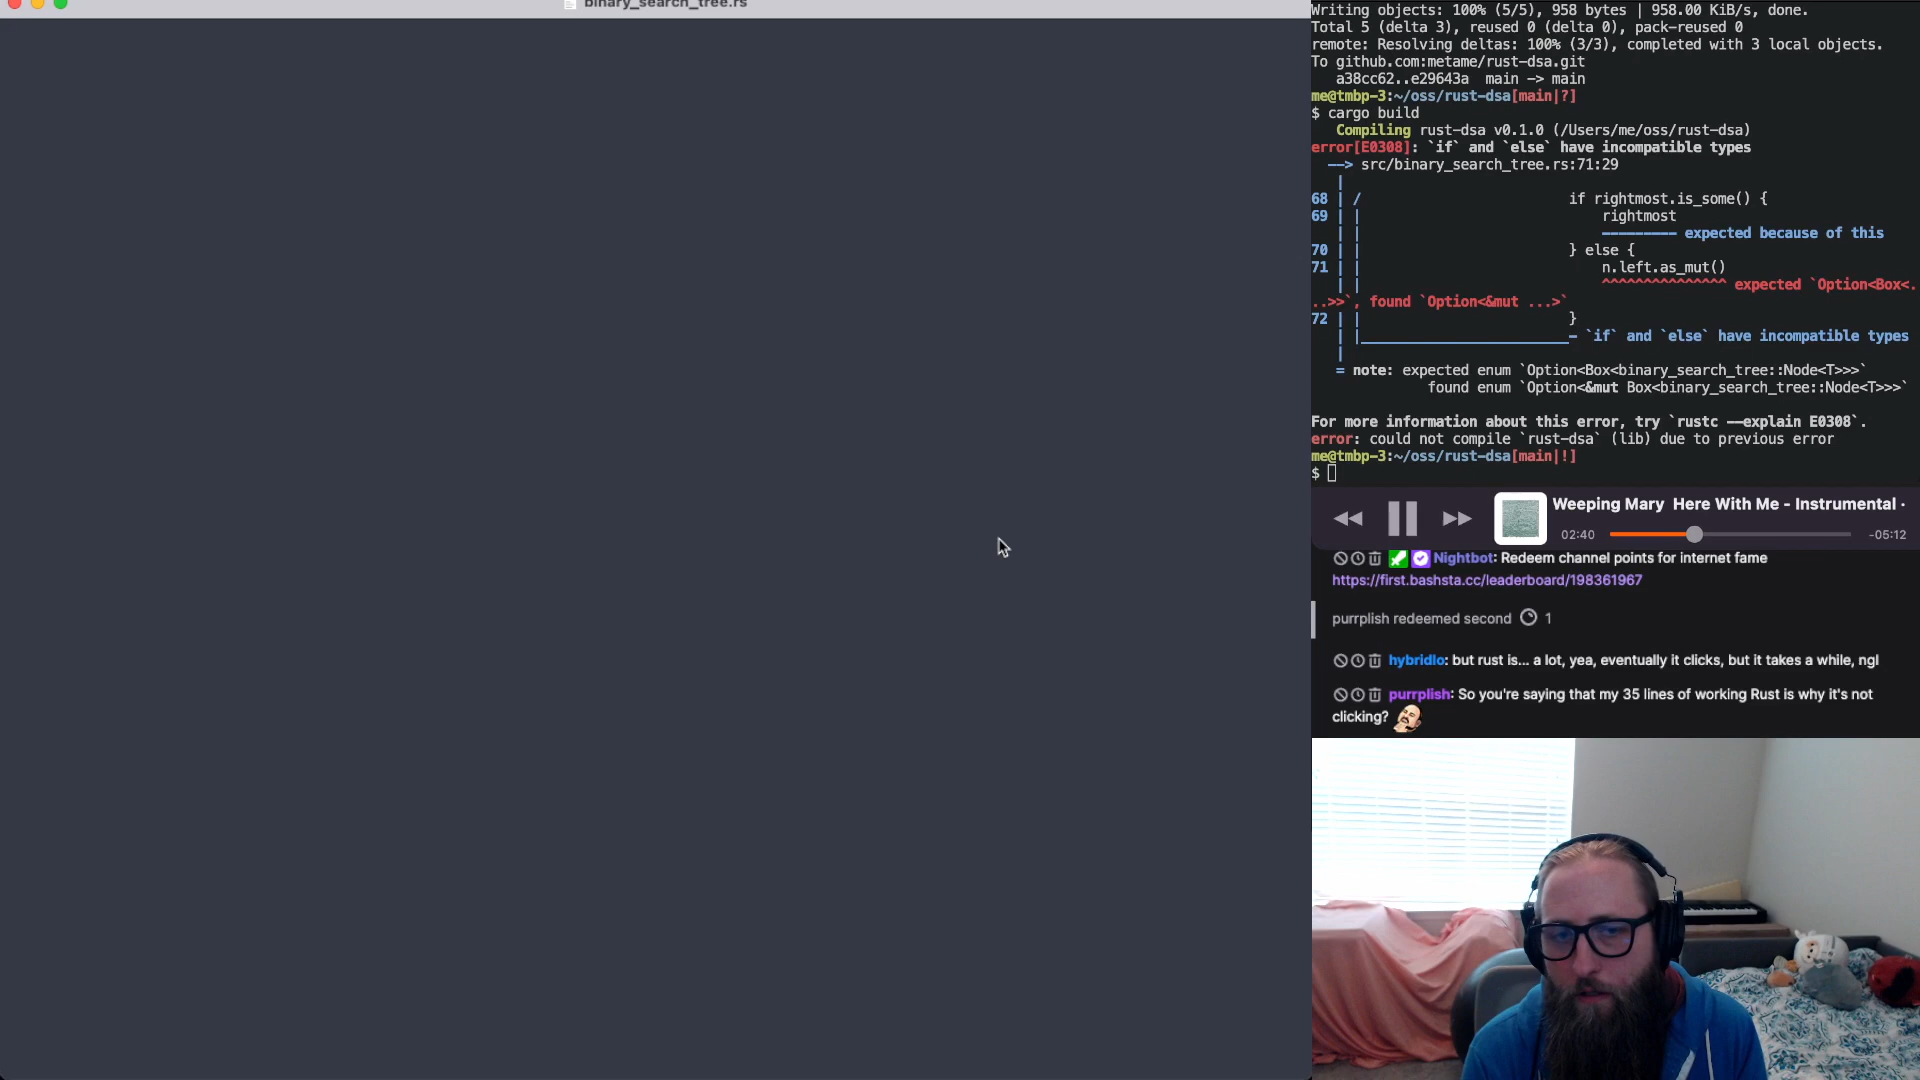 binary_search_tree.rs
Writing objects: 100% (5/5), 958 bytes | 958.00 KiB/s, done.
Total 5 (delta 3), reused 0 (delta 0), pack-reused 0
remote: Resolving deltas: 100% (3/3), completed with 3 local objects.
To github.com:metame/rust-dsa.git
a38cc62..e29643a  main -> main
me@tmbp-3:~/oss/rust-dsa[main|?]
$ cargo build
Compiling rust-dsa v0.1.0 (/Users/me/oss/rust-dsa)
error[E0308]: `if` and `else` have incompatible types
--> src/binary_search_tree.rs:71:29
|
68 | / if rightmost.is_some() {
69 | | rightmost
| | --------- expected because of this
70 | | } else {
71 | | n.left.as_mut()
| | ^^^^^^^^^^^^^^^ expected `Option<Box<.
..>>`, found `Option<&mut ...>`
72 | | }
| |_________________________- `if` and `else` have incompatible types
|
= note: expected enum `Option<Box<binary_search_tree::Node<T>>>`
found enum `Option<&mut Box<binary_search_tree::Node<T>>>`
For more information about this error, try `rustc --explain E0308`.
error: could not compile `rust-dsa` (lib) due to previous error
me@tmbp-3:~/oss/rust-dsa[main|!]
$
Weeping Mary  Here With Me - Instrumental ·
02:40 -05:12
Nightbot: Redeem channel points for internet fame
https://first.bashsta.cc/leaderboard/198361967
purrplish redeemed second 1
hybridlo: but rust is... a lot, yea, eventually it clicks, but it takes a while, ngl
purrplish: So you're saying that my 35 lines of working Rust is why it's not
clicking?